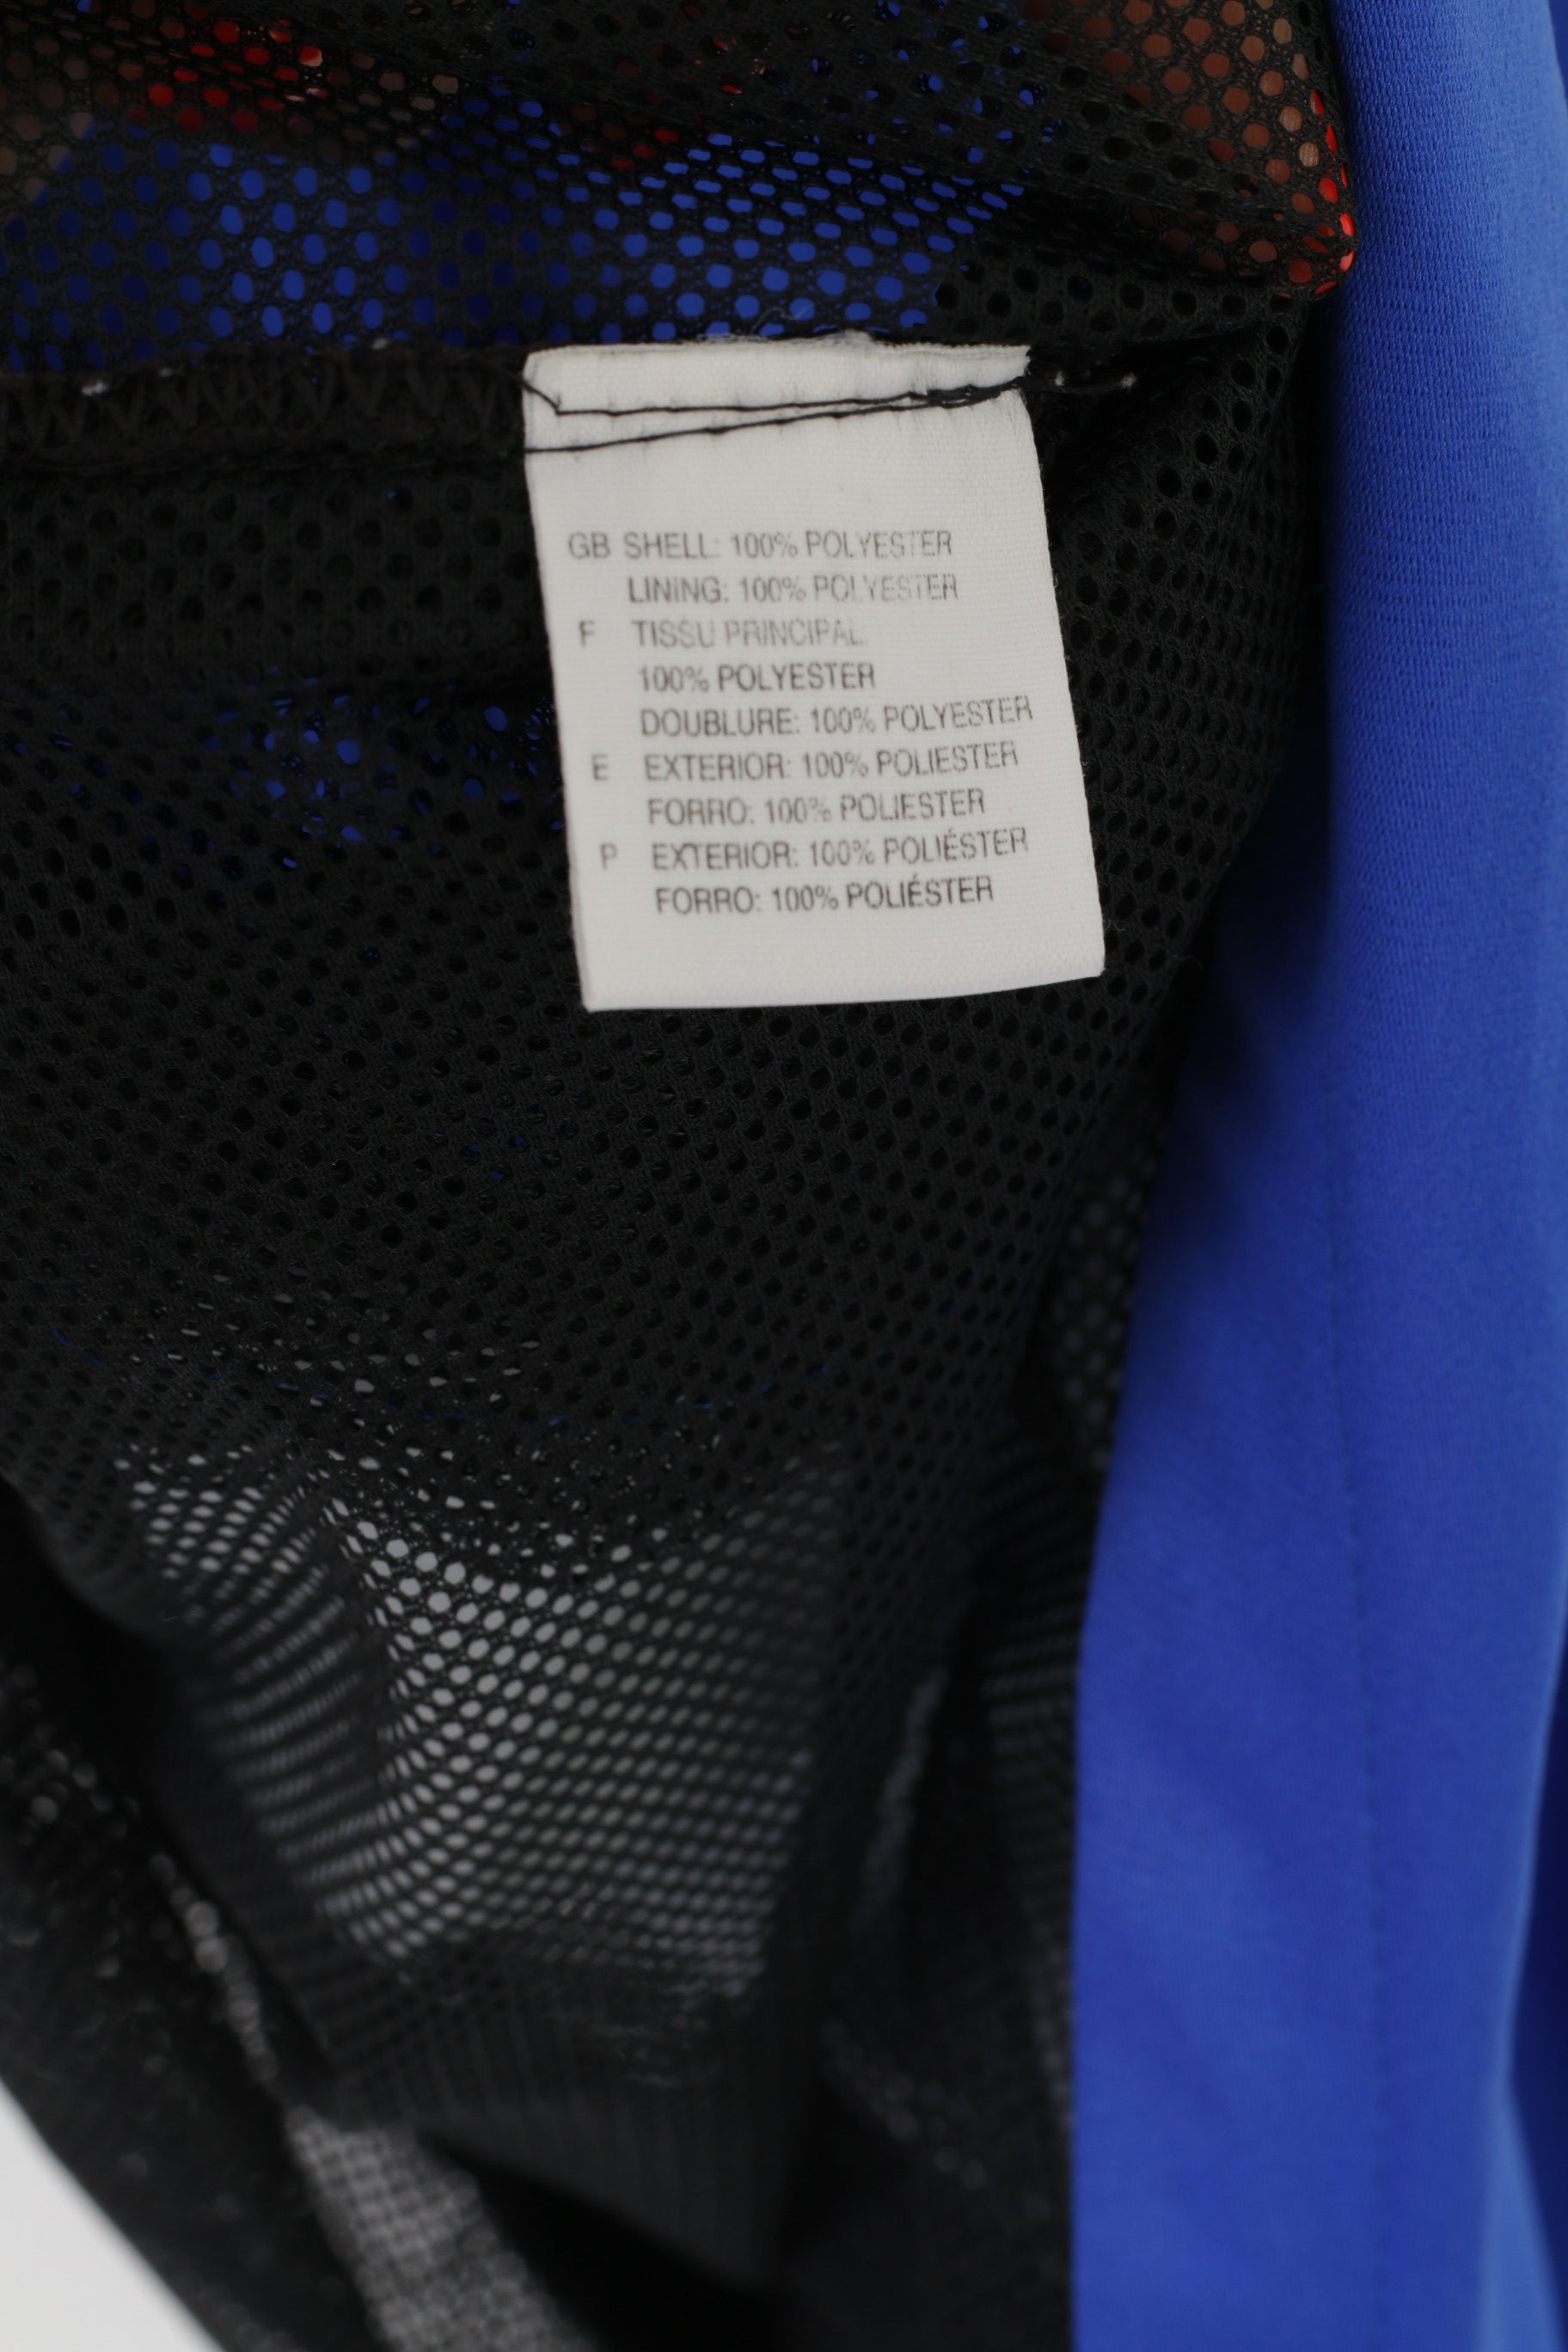 GB SHELL: 100% POLYESTER
LINING: 100% POLYESTER
F TISSU PRINCIPAL:
100% POLYESTER
DOUBLURE: 100% POLYESTER
E EXTERIOR: 100% POLIESTER
FORRO: 100% POLIESTER
P EXTERIOR: 100% POLIÉSTER
FORRO: 100% POLIÉSTER